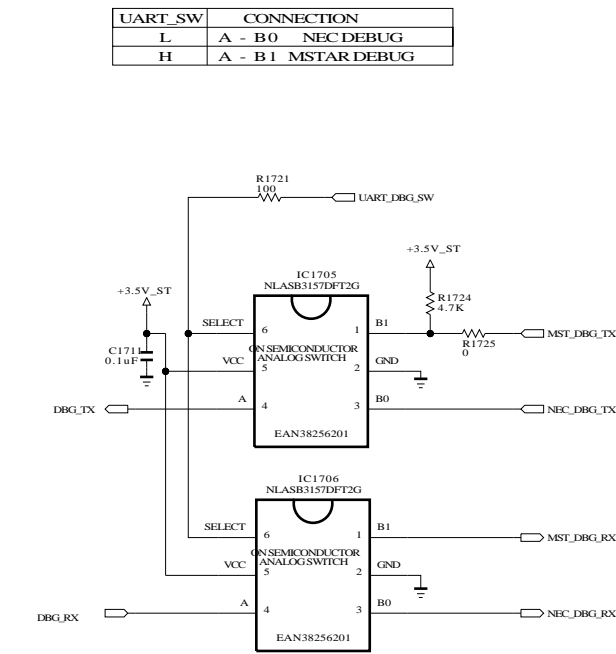 UART_SW CONNECTION
L A - B0 NEC DEBUG
H A - B1 MSTAR DEBUG
R1721
100
UART_DBG_SW
+3.5V_ST
+3.5V_ST
IC1705
NLASB3157DFT2G
R1724
4.7K
SELECT 6 1 B1
MST_DBG_TX
R1725
0
C1711
0.1uF
ON SEMICONDUCTOR
ANALOG SWITCH
VCC 5 2 GND
DBG_TX A 4 3 B0 NEC_DBG_TX
EAN38256201
IC1706
NLASB3157DFT2G
SELECT 6 1 B1 MST_DBG_RX
ON SEMICONDUCTOR
ANALOG SWITCH
VCC 5 2 GND
DBG_RX A 4 3 B0 NEC_DBG_RX
EAN38256201